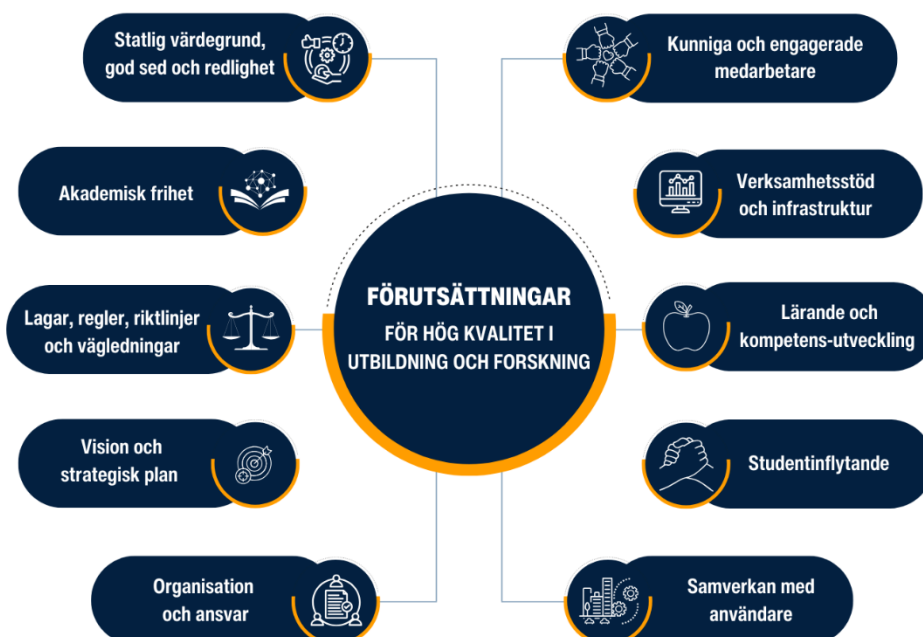 Statlig värdegrund,
god sed och redlighet
Akademisk frihet
Lagar, regler, riktlinjer
och vägledningar
Vision och
strategisk plan
Organisation
och ansvar
FÖRUTSÄTTNINGAR
FÖR HÖG KVALITET I
UTBILDNING OCH FORSKNING
Kunniga och engagerade
medarbetare
Verksamhetsstöd
och infrastruktur
Lärande och
kompetens-utveckling
Studentinflytande
Samverkan med
användare